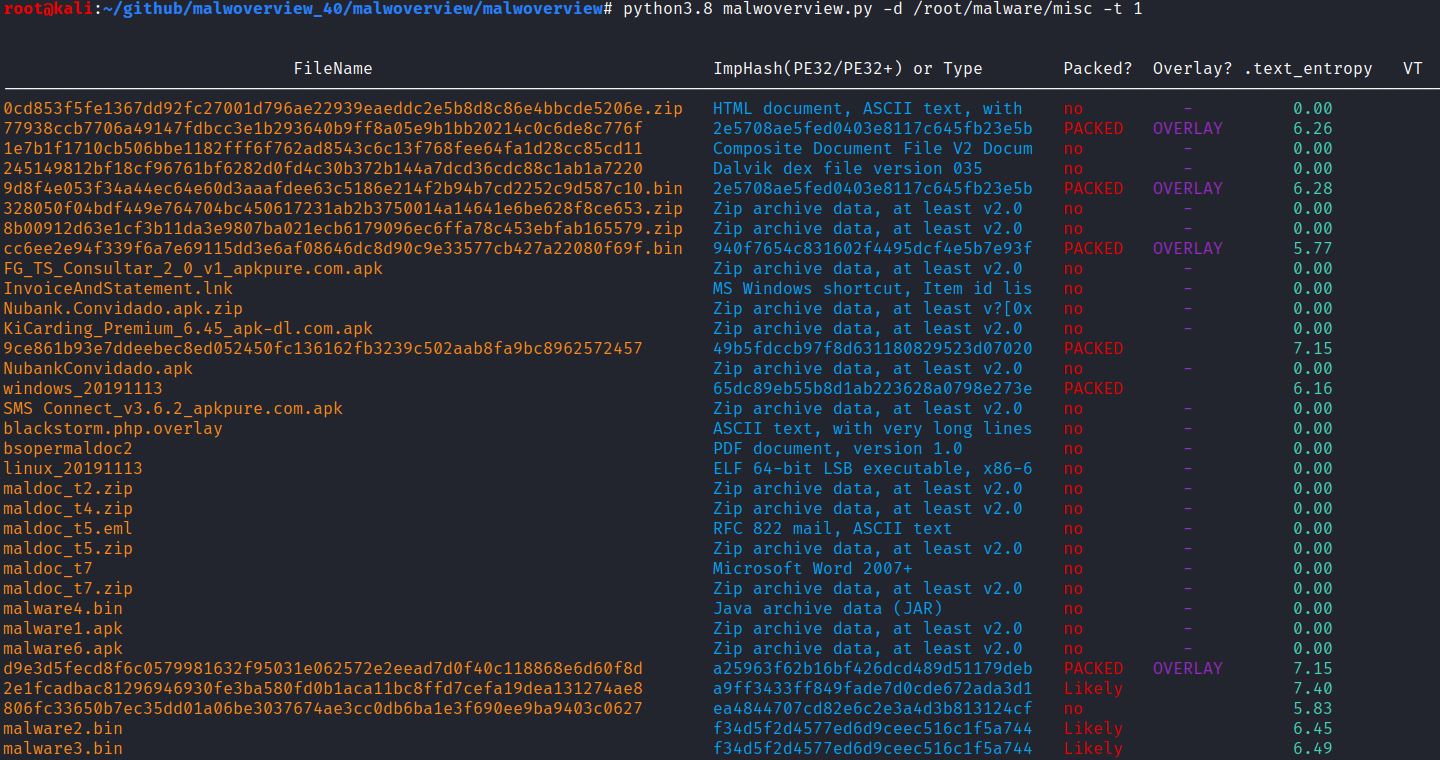 root@kali:~/github/malwoverview_40/malwoverview/malwoverview# python3.8 malwoverview.py -d /root/malware/misc -t 1
FileName ImpHash(PE32/PE32+) or Type Packed? Overlay? .text_entropy VT
0cd853f5fe1367dd92fc27001d796ae22939eaeddc2e5b8d8c86e4bbcde5206e.zip HTML document, ASCII text, with no - 0.00
77938ccb7706a49147fdbcc3e1b293640b9ff8a05e9b1bb20214c0c6de8c776f 2e5708ae5fed0403e8117c645fb23e5b PACKED OVERLAY 6.26
1e7b1f1710cb506bbe1182fff6f762ad8543c6c13f768fee64fa1d28cc85cd11 Composite Document File V2 Docum no - 0.00
245149812bf18cf96761bf6282d0fd4c30b372b144a7dcd36cdc88c1ab1a7220 Dalvik dex file version 035 no - 0.00
9d8f4e053f34a44ec64e60d3aaafdee63c5186e214f2b94b7cd2252c9d587c10.bin 2e5708ae5fed0403e8117c645fb23e5b PACKED OVERLAY 6.28
328050f04bdf449e764704bc450617231ab2b3750014a14641e6be628f8ce653.zip Zip archive data, at least v2.0 no - 0.00
8b00912d63e1cf3b11da3e9807ba021ecb6179096ec6ffa78c453ebfab165579.zip Zip archive data, at least v2.0 no - 0.00
cc6ee2e94f339f6a7e69115dd3e6af08646dc8d90c9e33577cb427a22080f69f.bin 940f7654c831602f4495dcf4e5b7e93f PACKED OVERLAY 5.77
FG_TS_Consultar_2_0_v1_apkpure.com.apk Zip archive data, at least v2.0 no - 0.00
InvoiceAndStatement.lnk MS Windows shortcut, Item id lis no - 0.00
Nubank.Convidado.apk.zip Zip archive data, at least v?[0x no - 0.00
KiCarding_Premium_6.45_apk-dl.com.apk Zip archive data, at least v2.0 no - 0.00
9ce861b93e7ddeebec8ed052450fc136162fb3239c502aab8fa9bc8962572457 49b5fdccb97f8d631180829523d07020 PACKED 7.15
NubankConvidado.apk Zip archive data, at least v2.0 no - 0.00
windows_20191113 65dc89eb55b8d1ab223628a0798e273e PACKED 6.16
SMS Connect_v3.6.2_apkpure.com.apk Zip archive data, at least v2.0 no - 0.00
blackstorm.php.overlay ASCII text, with very long lines no - 0.00
bsopermaldoc2 PDF document, version 1.0 no - 0.00
linux_20191113 ELF 64-bit LSB executable, x86-6 no - 0.00
maldoc_t2.zip Zip archive data, at least v2.0 no - 0.00
maldoc_t4.zip Zip archive data, at least v2.0 no - 0.00
maldoc_t5.eml RFC 822 mail, ASCII text no - 0.00
maldoc_t5.zip Zip archive data, at least v2.0 no - 0.00
maldoc_t7 Microsoft Word 2007+ no - 0.00
maldoc_t7.zip Zip archive data, at least v2.0 no - 0.00
malware4.bin Java archive data (JAR) no - 0.00
malware1.apk Zip archive data, at least v2.0 no - 0.00
malware6.apk Zip archive data, at least v2.0 no - 0.00
d9e3d5fecd8f6c0579981632f95031e062572e2eead7d0f40c118868e6d60f8d a25963f62b16bf426dcd489d51179deb PACKED OVERLAY 7.15
2e1fcadbac81296946930fe3ba580fd0b1aca11bc8ffd7cefa19dea131274ae8 a9ff3433ff849fade7d0cde672ada3d1 Likely 7.40
806fc33650b7ec35dd01a06be3037674ae3cc0db6ba1e3f690ee9ba9403c0627 ea4844707cd82e6c2e3a4d3b813124cf no 5.83
malware2.bin f34d5f2d4577ed6d9ceec516c1f5a744 Likely 6.45
malware3.bin f34d5f2d4577ed6d9ceec516c1f5a744 Likely 6.49